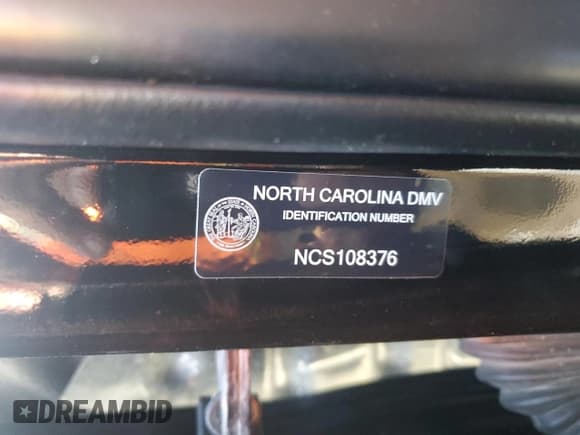 NORTH CAROLINA DMV
IDENTIFICATION NUMBER
NCS108376
DREAMBID